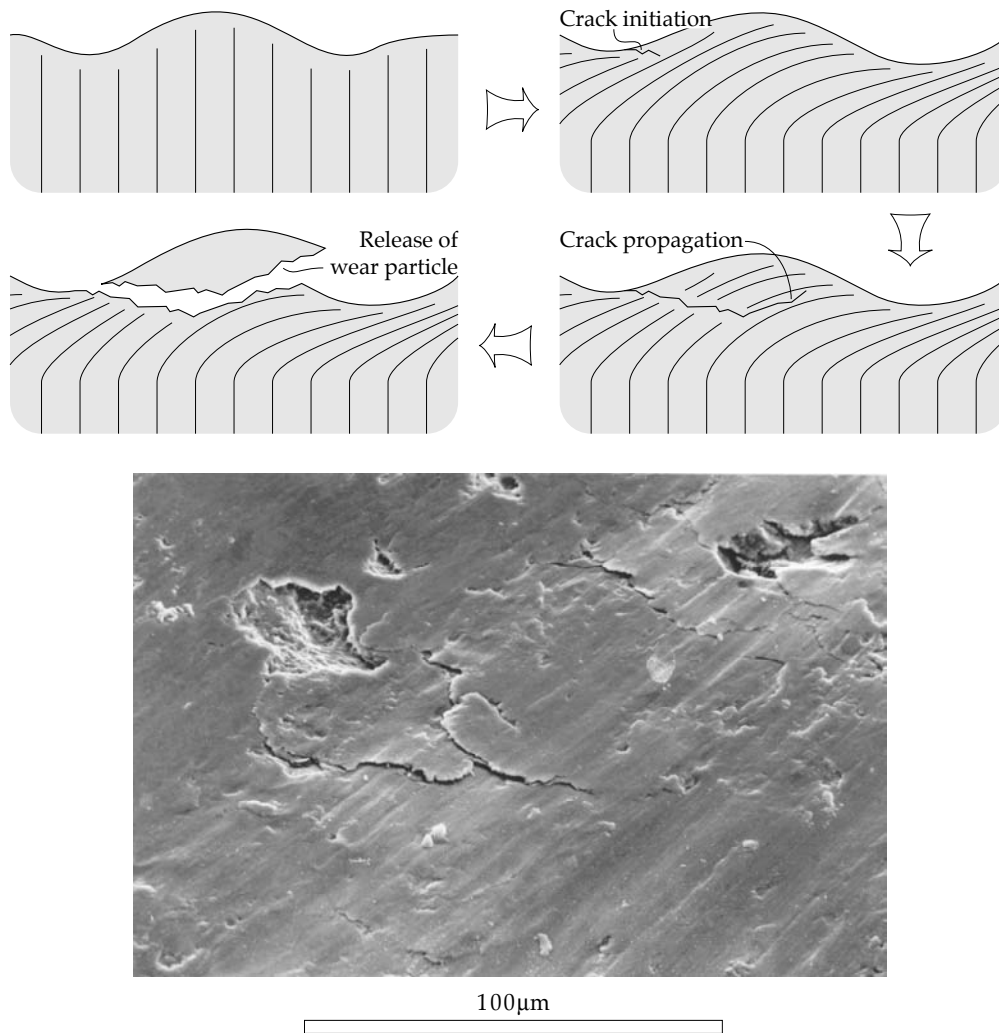 Crack initiation
Release of
wear particle
Crack propagation
100μm